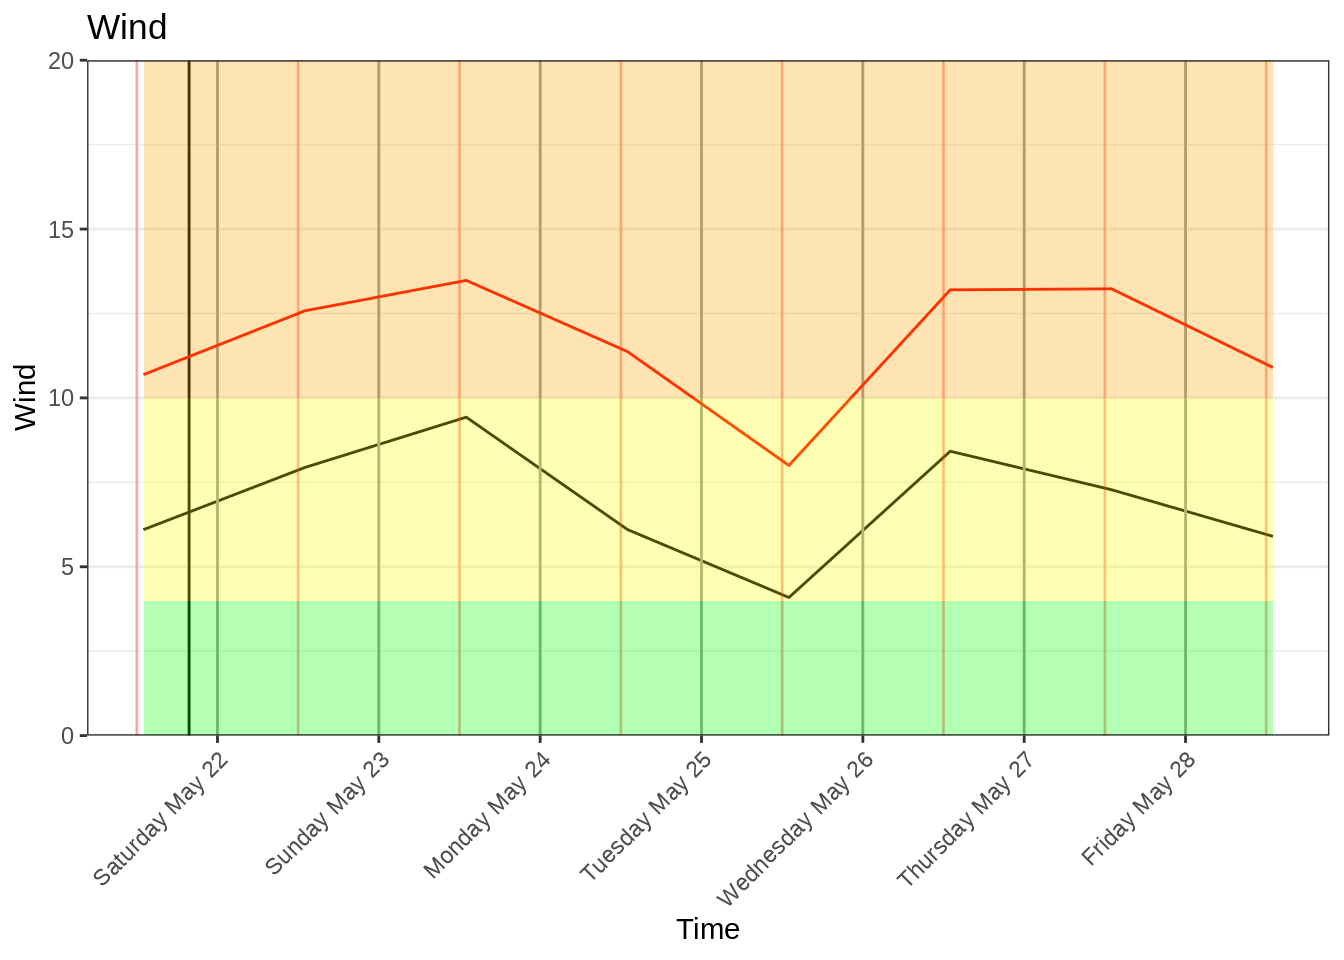 Wind
20
15
10
5
0
Wind
Saturday May 22
Sunday May 23
Monday May 24
Tuesday May 25
Wednesday May 26
Thursday May 27
Friday May 28
Time